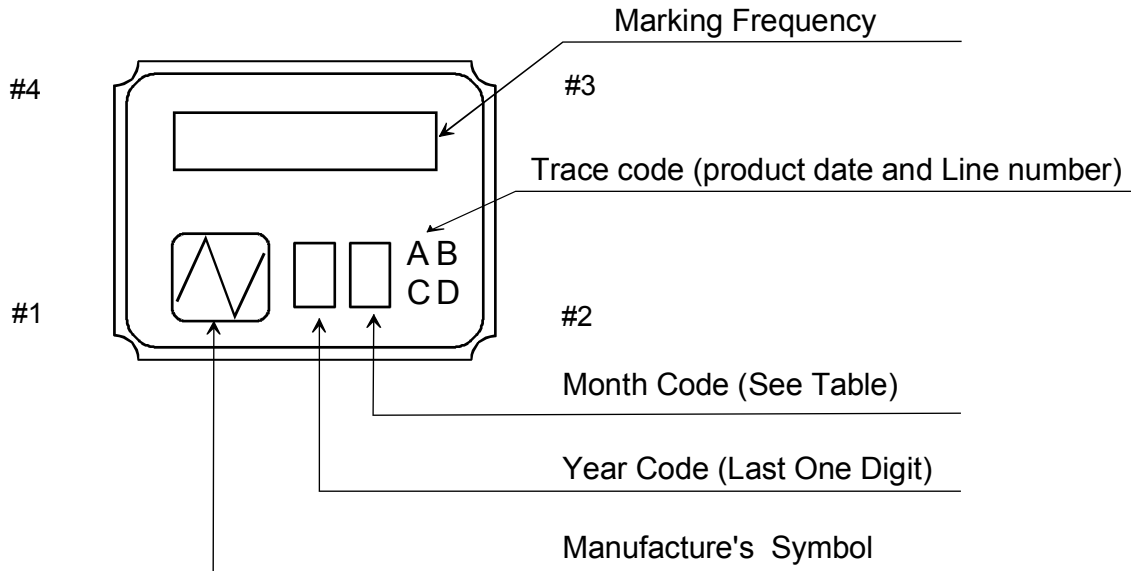 Marking Frequency
#4
#3
Trace code (product date and Line number)
A B
C D
#1
#2
Month Code (See Table)
Year Code (Last One Digit)
Manufacture's Symbol